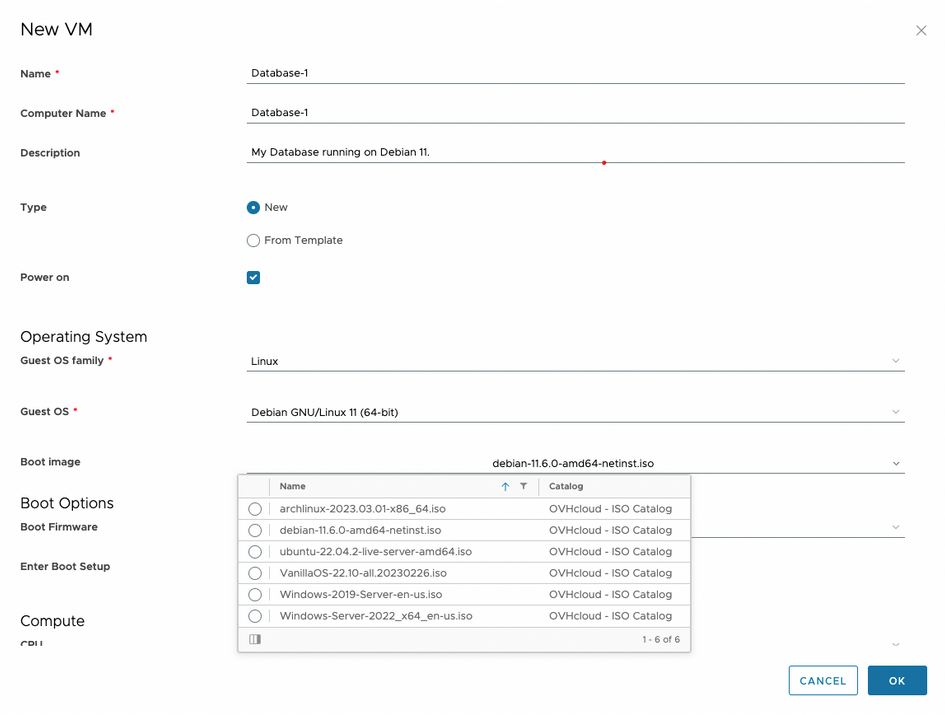 New VM
Name *
Database-1
Computer Name *
Database-1
Description
My Database running on Debian 11.
Type
New
From Template
Power on
Operating System
Guest OS family *
Linux
Guest OS *
Debian GNU/Linux 11 (64-bit)
Boot image
debian-11.6.0-amd64-netinst.iso
Name Catalog
archlinux-2023.03.01-x86_64.iso OVHcloud - ISO Catalog
debian-11.6.0-amd64-netinst.iso OVHcloud - ISO Catalog
ubuntu-22.04.2-live-server-amd64.iso OVHcloud - ISO Catalog
VanillaOS-22.10-all.20230226.iso OVHcloud - ISO Catalog
Windows-2019-Server-en-us.iso OVHcloud - ISO Catalog
Windows-Server-2022_x64_en-us.iso OVHcloud - ISO Catalog
1 - 6 of 6
Boot Options
Boot Firmware
Enter Boot Setup
Compute
CPU
CANCEL
OK